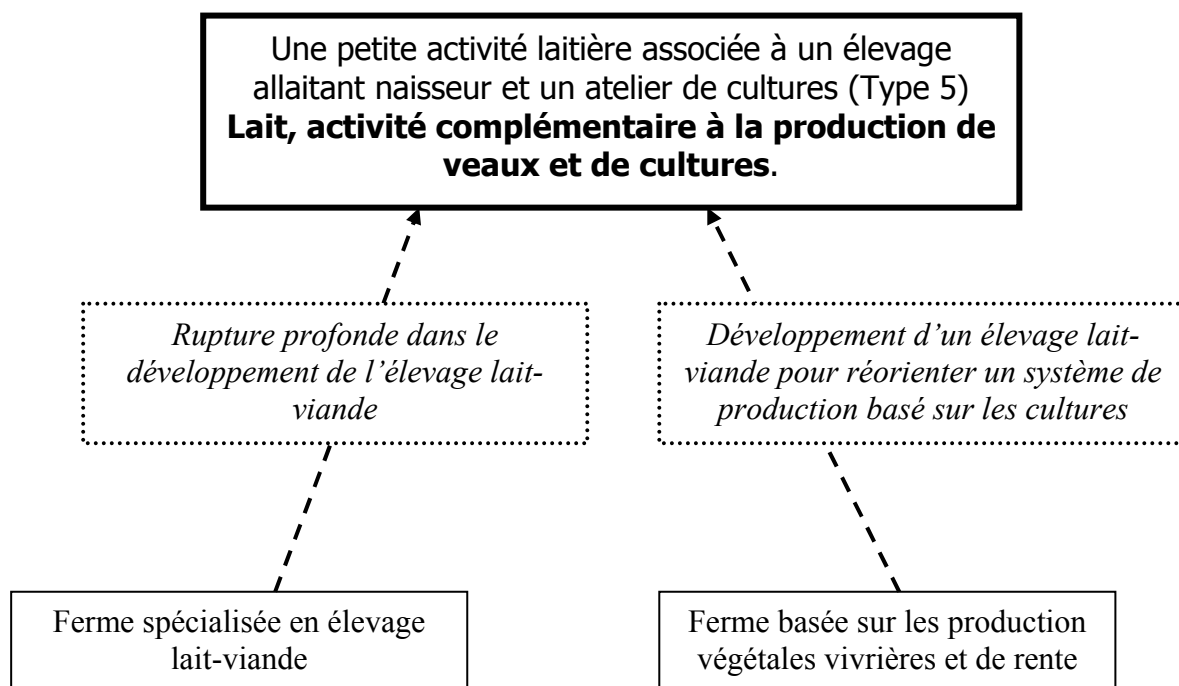 Une petite activité laitière associée à un élevage
allaitant naisseur et un atelier de cultures (Type 5)
Lait, activité complémentaire à la production de
veaux et de cultures.
Rupture profonde dans le
développement de l’élevage lait-
viande
Développement d’un élevage lait-
viande pour réorienter un système de
production basé sur les cultures
Ferme spécialisée en élevage
lait-viande
Ferme basée sur les production
végétales vivrières et de rente